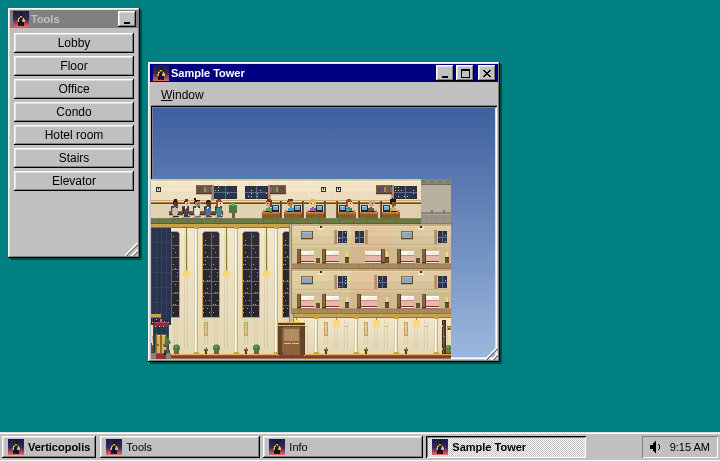 Tools
Lobby
Floor
Office
Condo
Hotel room
Stairs
Elevator
Sample Tower
Window
Verticopolis
Tools
Info
Sample Tower
9:15 AM